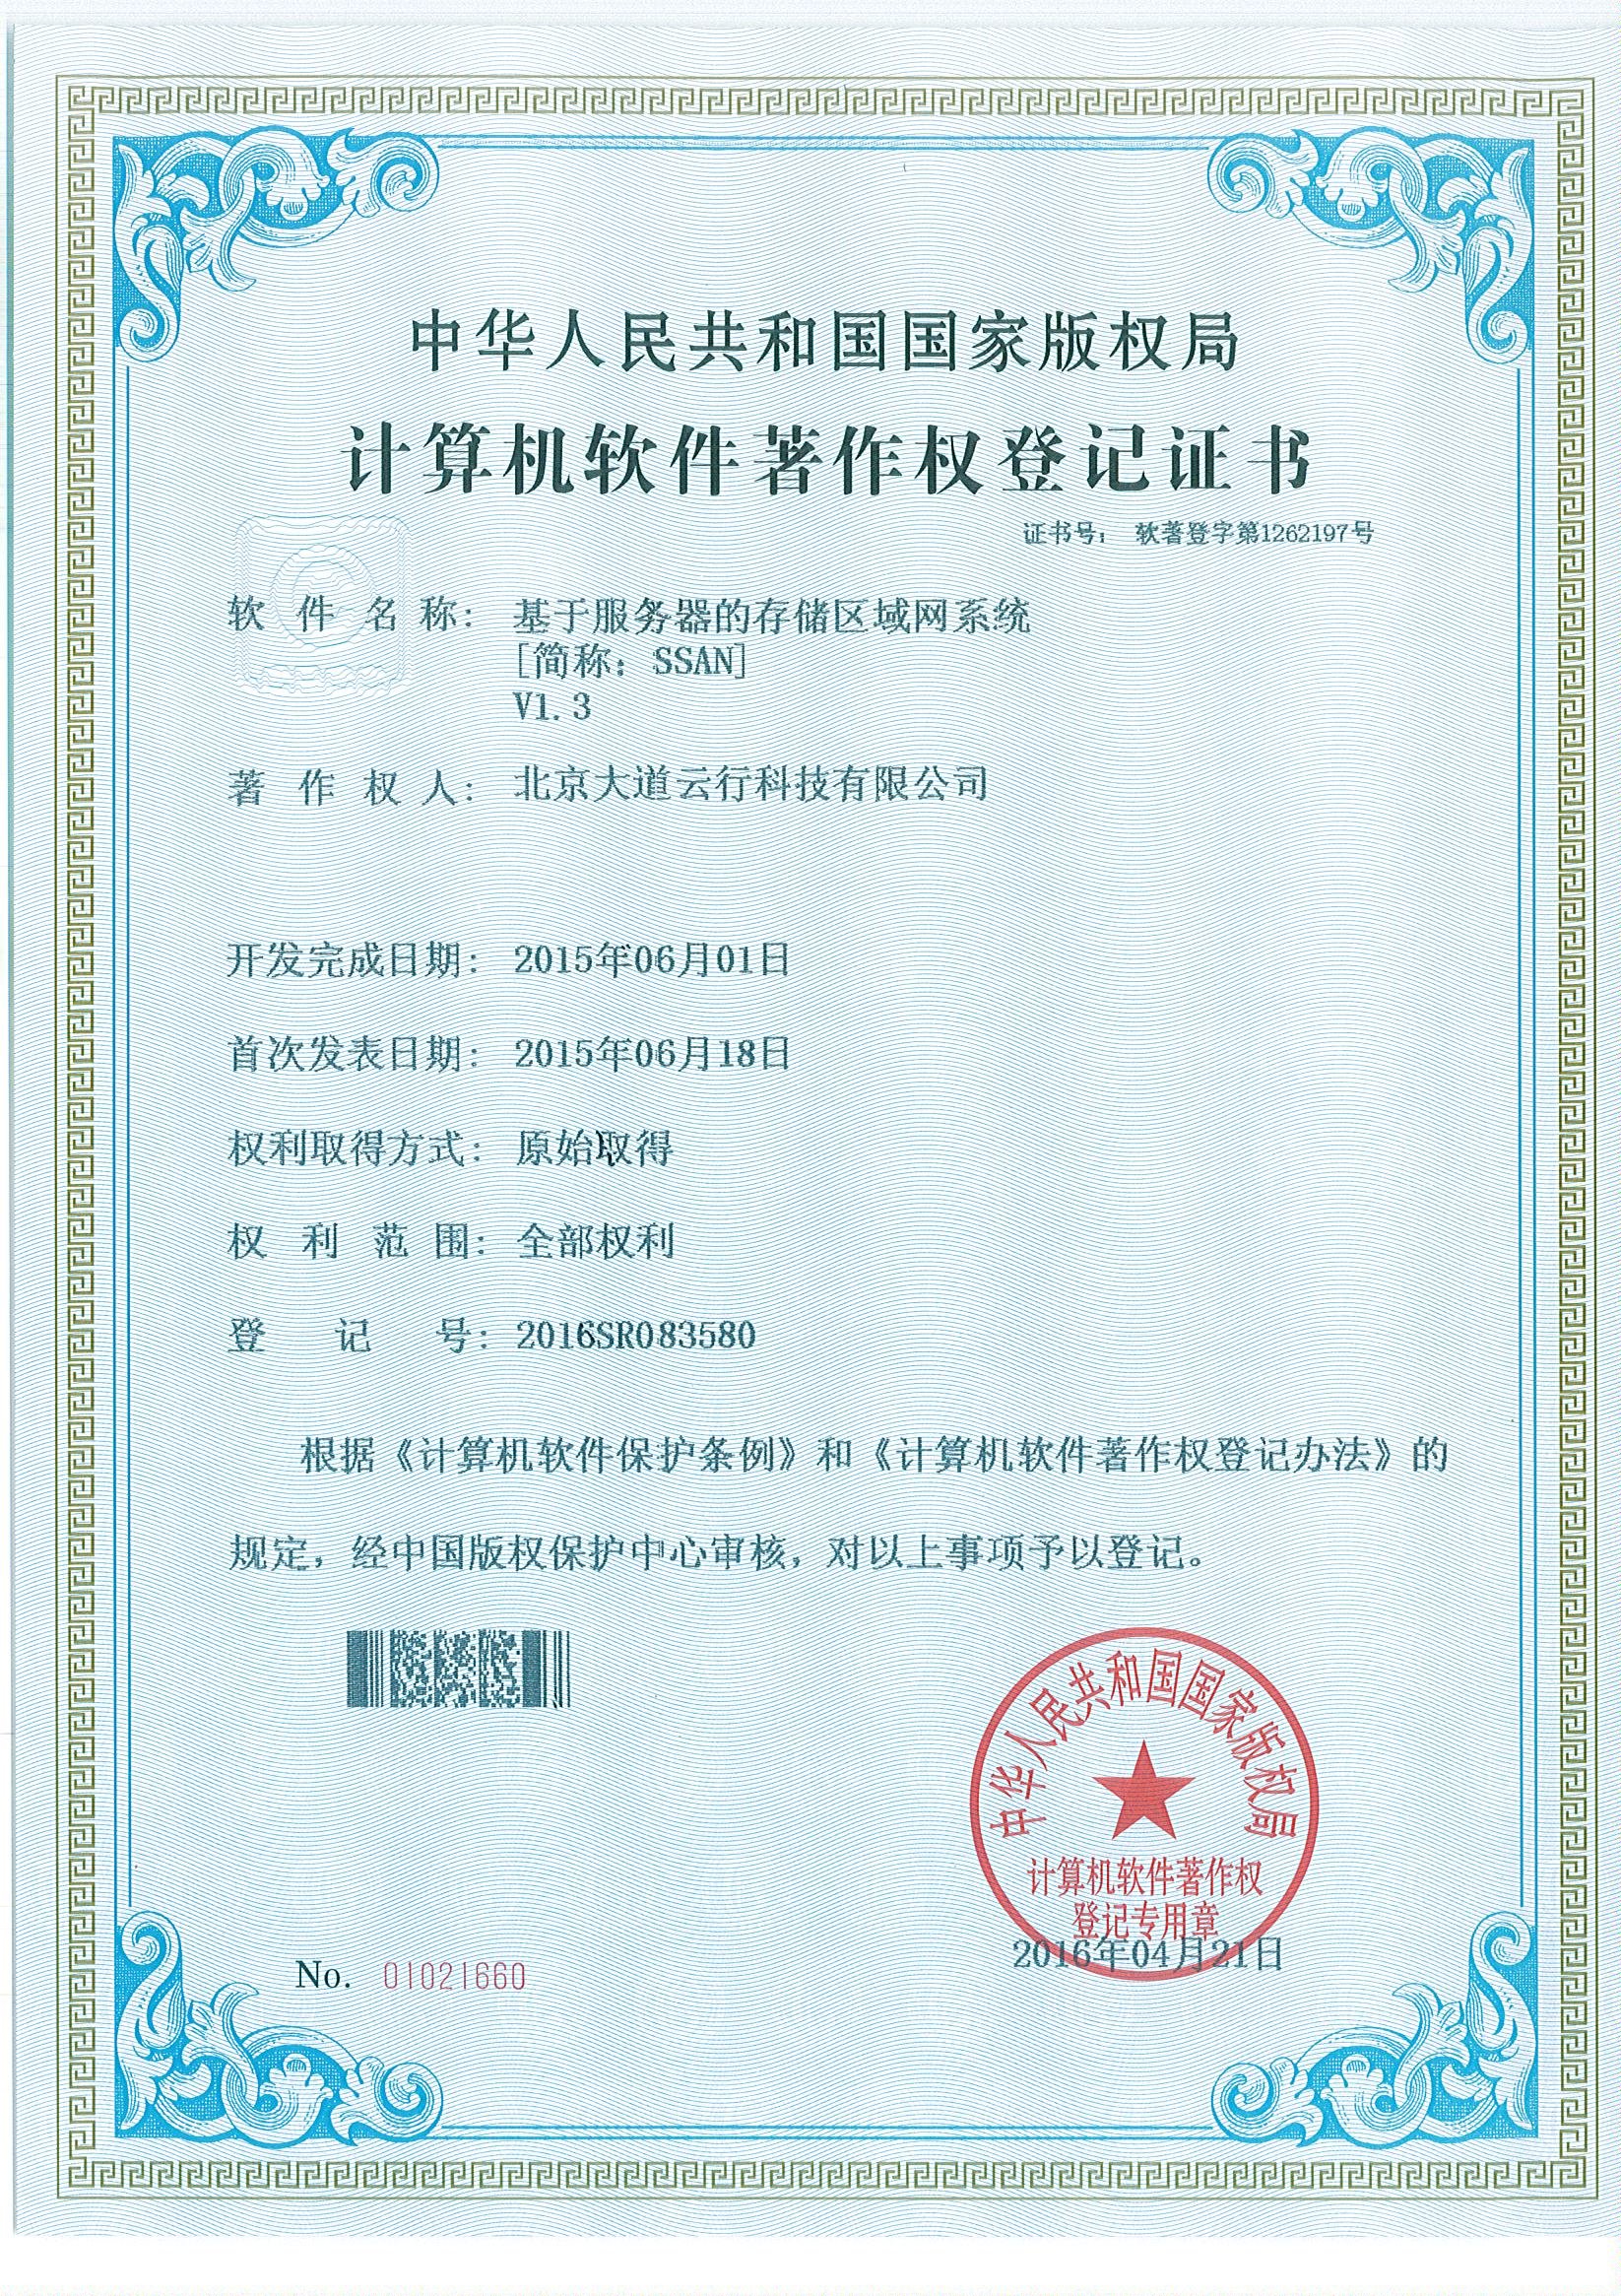 中华人民共和国国家版权局
计算机软件著作权登记证书
证书号： 软著登字第1262197号
软件名称： 基于服务器的存储区域网系统
[简称：SSAN]
V1.3
著作权人： 北京大道云行科技有限公司
开发完成日期： 2015年06月01日
首次发表日期： 2015年06月18日
权利取得方式： 原始取得
权利范围： 全部权利
登记号： 2016SR083580
根据《计算机软件保护条例》和《计算机软件著作权登记办法》的
规定，经中国版权保护中心审核，对以上事项予以登记。
中华人民共和国国家版权局
计算机软件著作权
登记专用章
2016年04月21日
No. 01021660